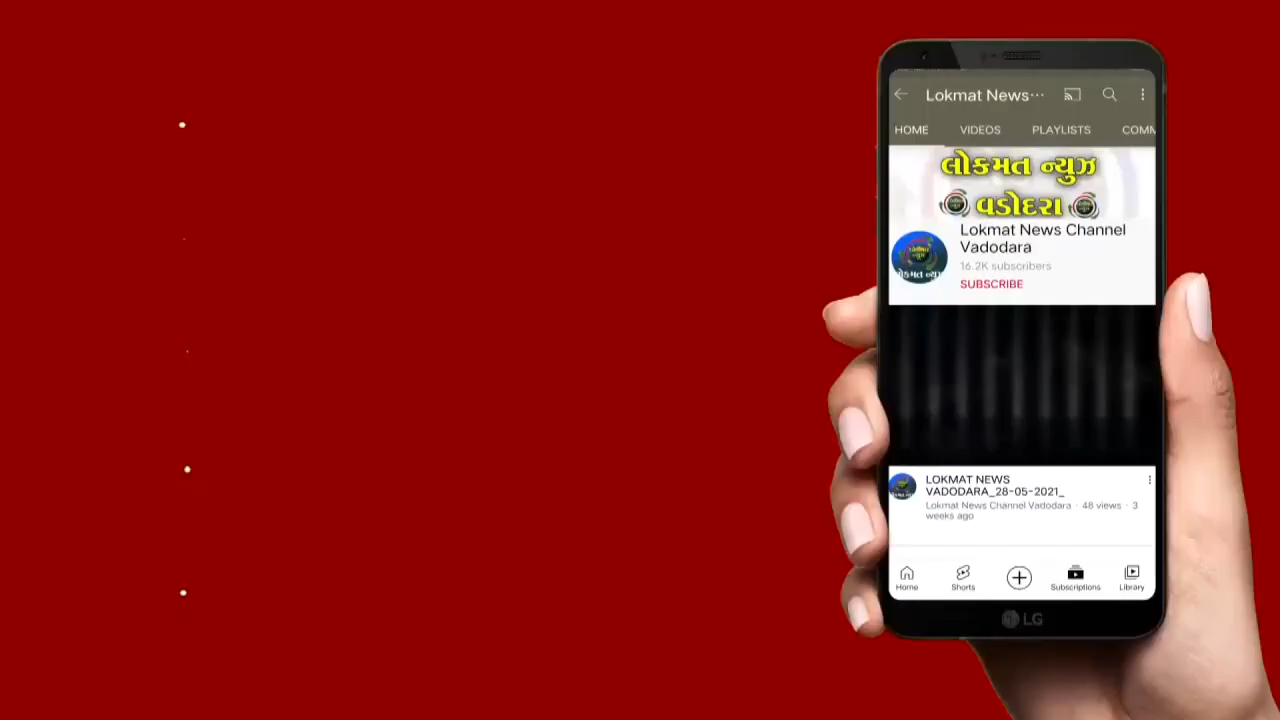 Lokmat News...
HOME VIDEOS PLAYLISTS COMM
લોકમત ન્યુઝ
વડોદરા
Lokmat News Channel
Vadodara
16.2K subscribers
SUBSCRIBE
લોકમત ન્યુઝ
LOKMAT NEWS
VADODARA_28-05-2021_
Lokmat News Channel Vadodara · 48 views · 3
weeks ago
Home Shorts Subscriptions Library
LG